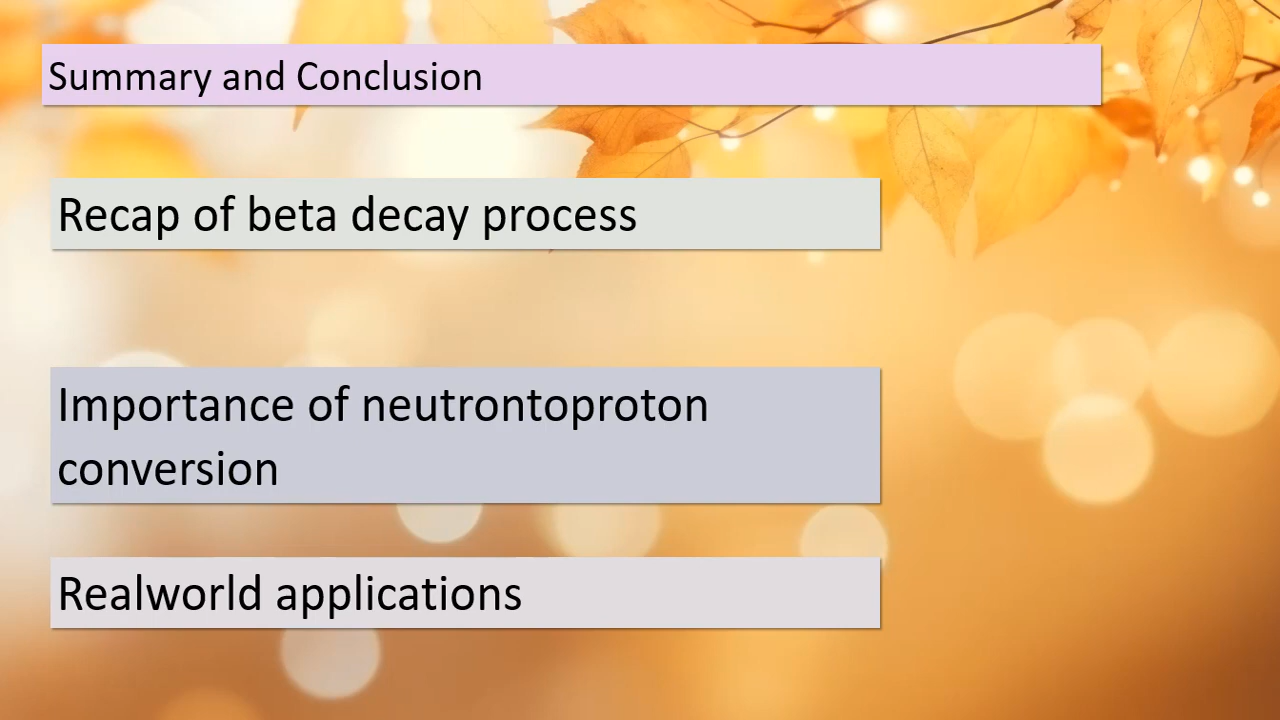 Summary and Conclusion
Recap of beta decay process
Importance of neutrontoproton
conversion
Realworld applications